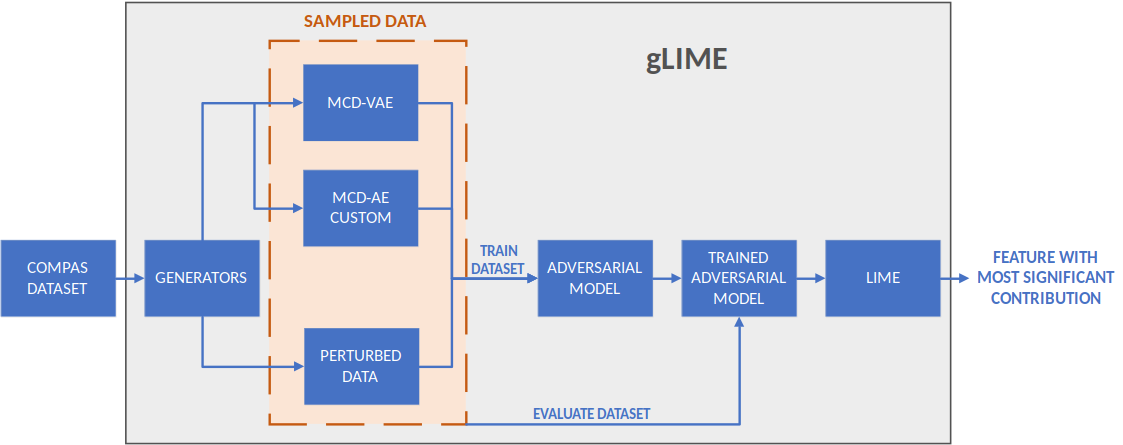 SAMPLED DATA
gLIME
MCD-VAE
MCD-AE
CUSTOM
COMPAS
DATASET
GENERATORS
TRAIN
DATASET
ADVERSARIAL
MODEL
TRAINED
ADVERSARIAL
MODEL
LIME
FEATURE WITH
MOST SIGNIFICANT
CONTRIBUTION
PERTURBED
DATA
EVALUATE DATASET